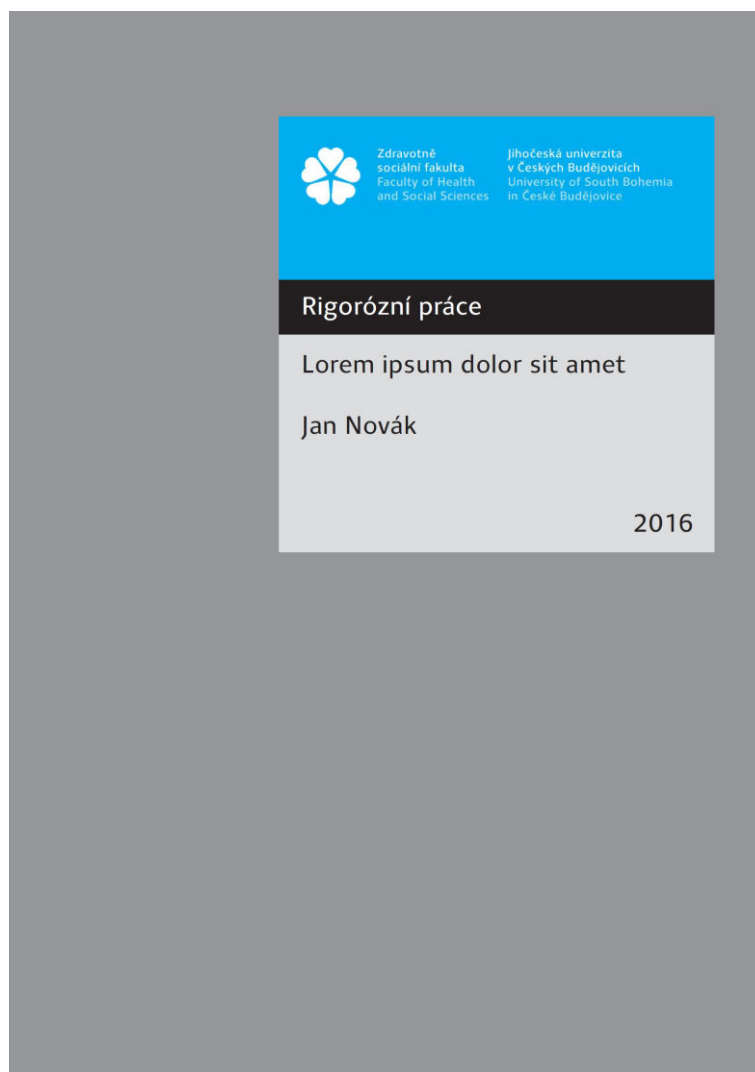 Zdravotně
sociální fakulta
Faculty of Health
and Social Sciences
Jihočeská univerzita
v Českých Budějovicích
University of South Bohemia
in České Budějovice
Rigorózní práce
Lorem ipsum dolor sit amet
Jan Novák
2016